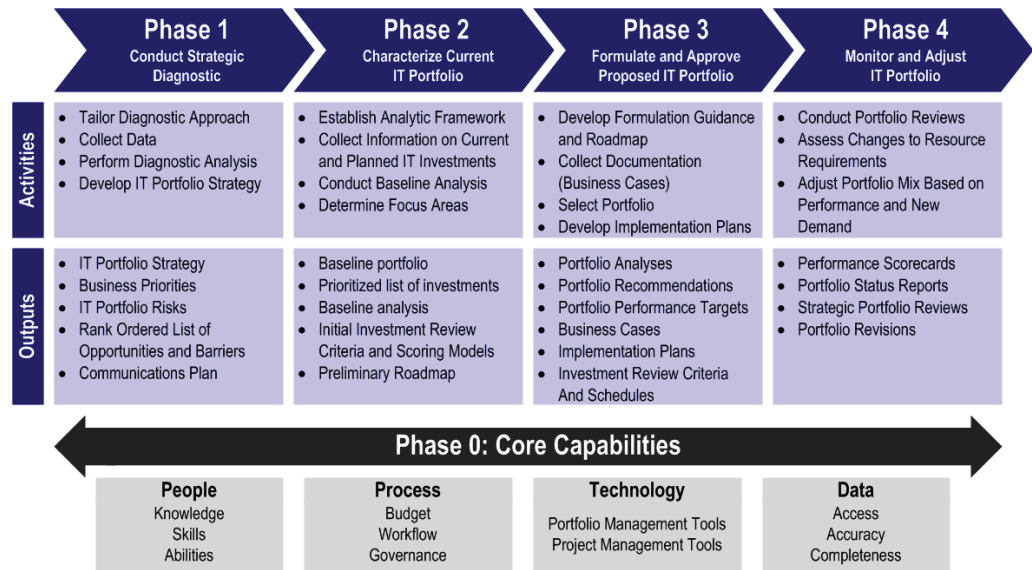 Phase 1
Conduct Strategic
Diagnostic
Phase 2
Characterize Current
IT Portfolio
Phase 3
Formulate and Approve
Proposed IT Portfolio
Phase 4
Monitor and Adjust
IT Portfolio
Activities
• Tailor Diagnostic Approach
• Collect Data
• Perform Diagnostic Analysis
• Develop IT Portfolio Strategy
• Establish Analytic Framework
• Collect Information on Current
and Planned IT Investments
• Conduct Baseline Analysis
• Determine Focus Areas
• Develop Formulation Guidance
and Roadmap
• Collect Documentation
(Business Cases)
• Select Portfolio
• Develop Implementation Plans
• Conduct Portfolio Reviews
• Assess Changes to Resource
Requirements
• Adjust Portfolio Mix Based on
Performance and New
Demand
Outputs
• IT Portfolio Strategy
• Business Priorities
• IT Portfolio Risks
• Rank Ordered List of
Opportunities and Barriers
• Communications Plan
• Baseline portfolio
• Prioritized list of investments
• Baseline analysis
• Initial Investment Review
Criteria and Scoring Models
• Preliminary Roadmap
• Portfolio Analyses
• Portfolio Recommendations
• Portfolio Performance Targets
• Business Cases
• Implementation Plans
• Investment Review Criteria
And Schedules
• Performance Scorecards
• Portfolio Status Reports
• Strategic Portfolio Reviews
• Portfolio Revisions
Phase 0: Core Capabilities
People
Knowledge
Skills
Abilities
Process
Budget
Workflow
Governance
Technology
Portfolio Management Tools
Project Management Tools
Data
Access
Accuracy
Completeness